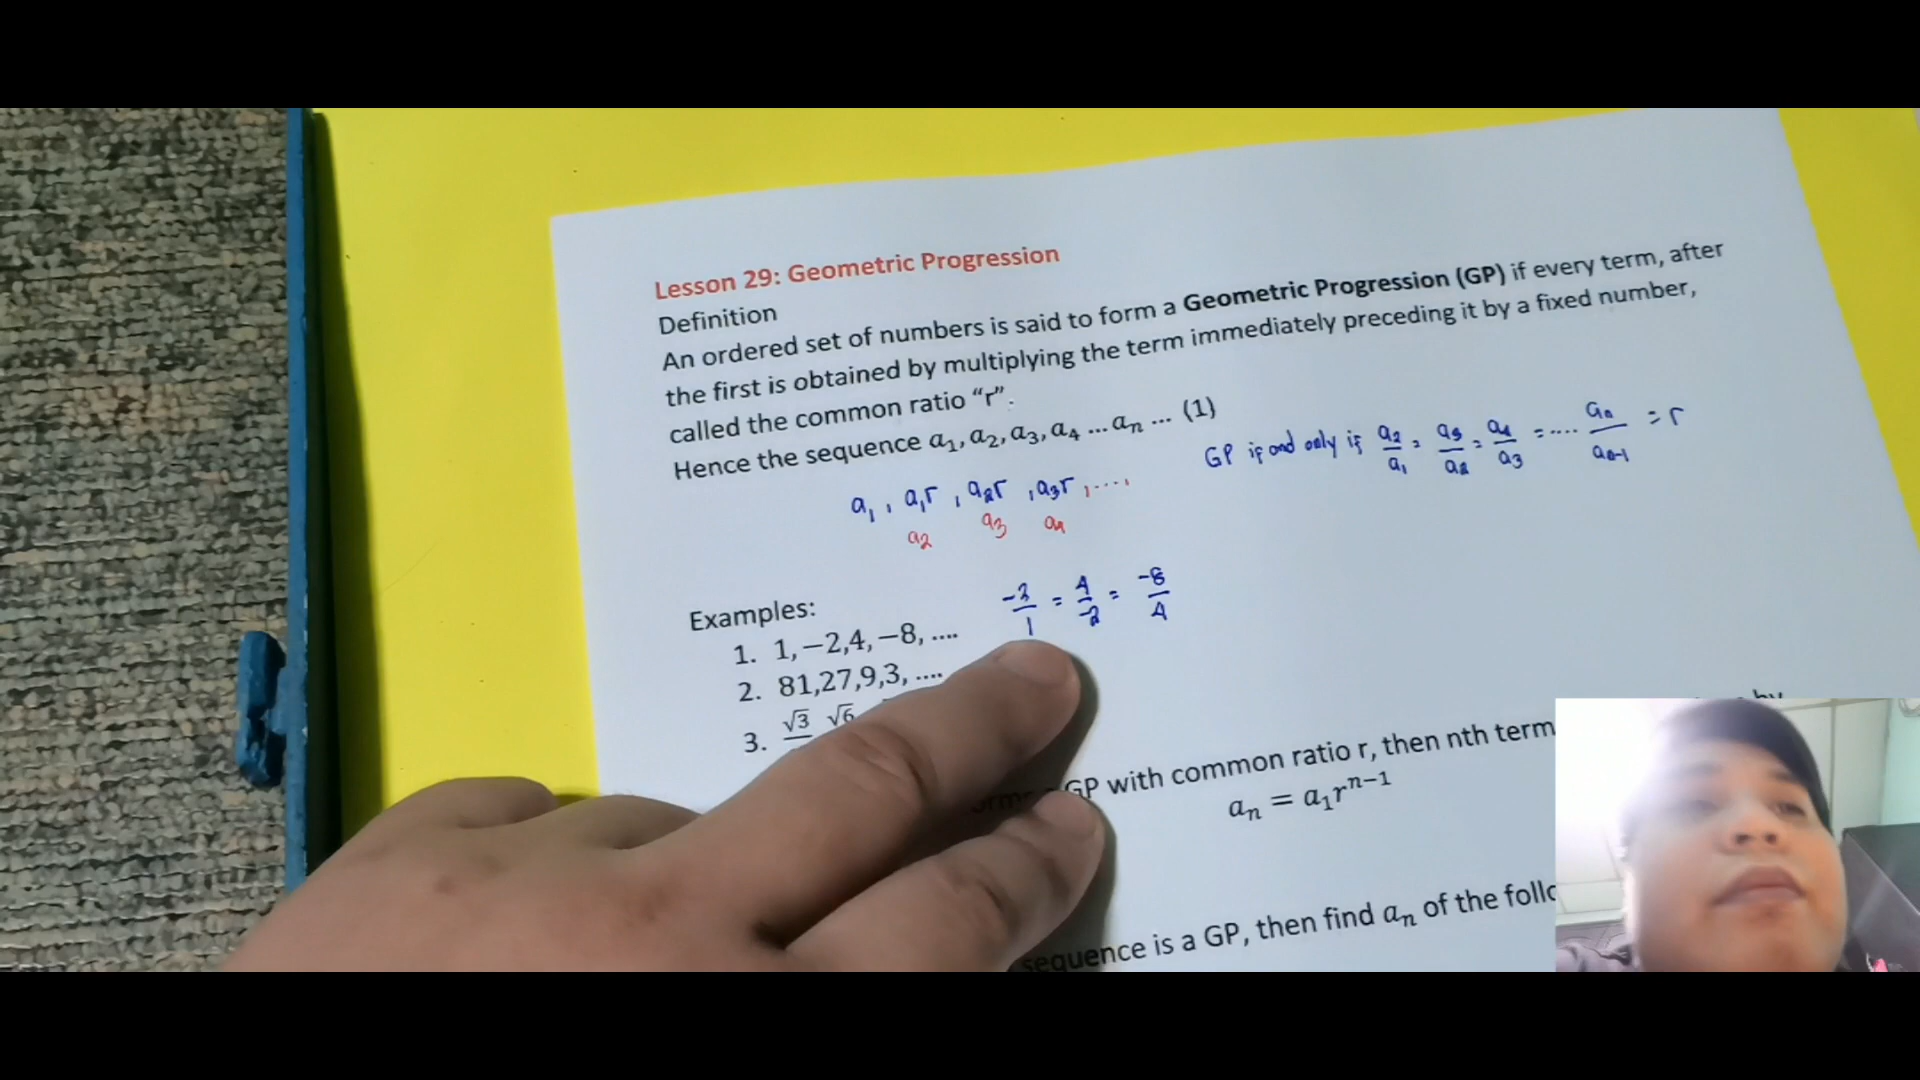 Lesson 29: Geometric Progression
Definition
An ordered set of numbers is said to form a Geometric Progression (GP) if every term, after
the first is obtained by multiplying the term immediately preceding it by a fixed number,
called the common ratio “r”.
Hence the sequence a₁, a₂, a₃, a₄ ... aₙ ... (1)
GP if and only if a₂/a₁ = a₃/a₂ = a₄/a₃ = .... aₙ/aₙ₋₁ = r
a₁, a₁r, a₂r, a₃r, ....
a₂ a₃ a₄
Examples:
-2/1 = 4/-2 = -8/4
1. 1, −2,4, −8, ....
2. 81,27,9,3, ....
3. √3 √6
GP with common ratio r, then nth term by
aₙ = a₁rⁿ⁻¹
sequence is a GP, then find aₙ of the